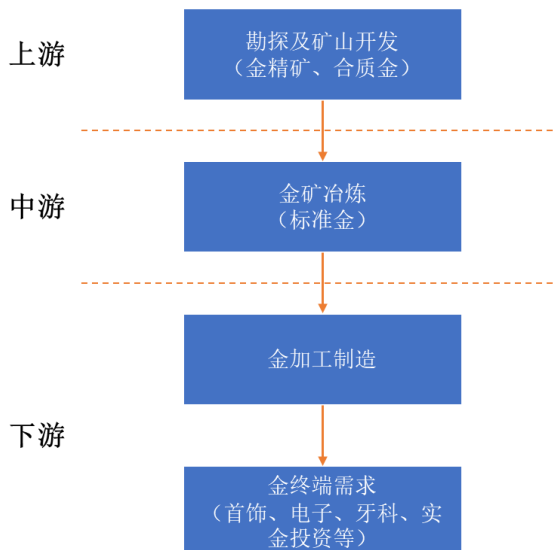 上游
勘探及矿山开发
（金精矿、合质金）
中游
金矿冶炼
（标准金）
金加工制造
下游
金终端需求
（首饰、电子、牙科、实
金投资等）